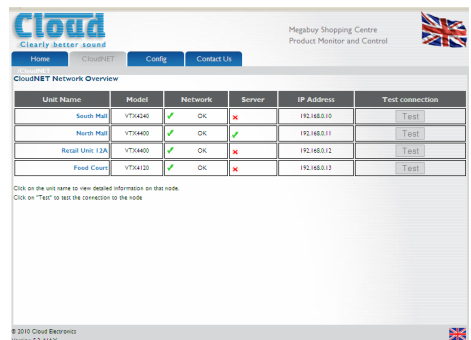 Cloud
Clearly better sound
Megabuy Shopping Centre
Product Monitor and Control
Home CloudNET Config Contact Us
CloudNET
CloudNET Network Overview
Unit Name Model Network Server IP Address Test connection
South Mall VTX4240 OK 192.168.0.10 Test
North Mall VTX4400 OK 192.168.0.11 Test
Retail Unit 12A VTX4400 OK 192.168.0.12 Test
Food Court VTX4120 OK 192.168.0.13 Test
Click on the unit name to view detailed information on that node.
Click on "Test" to test the connection to the node
© 2010 Cloud Electronics